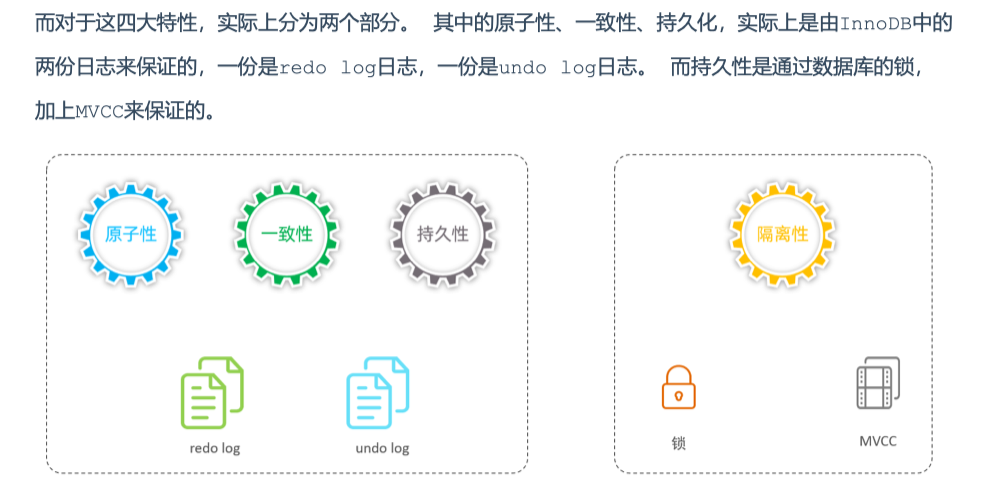 而对于这四大特性，实际上分为两个部分。 其中的原子性、一致性、持久化，实际上是由InnoDB中的
两份日志来保证的，一份是redo log日志，一份是undo log日志。 而持久性是通过数据库的锁，
加上MVCC来保证的。
原子性 一致性 持久性 隔离性
redo log undo log 锁 MVCC